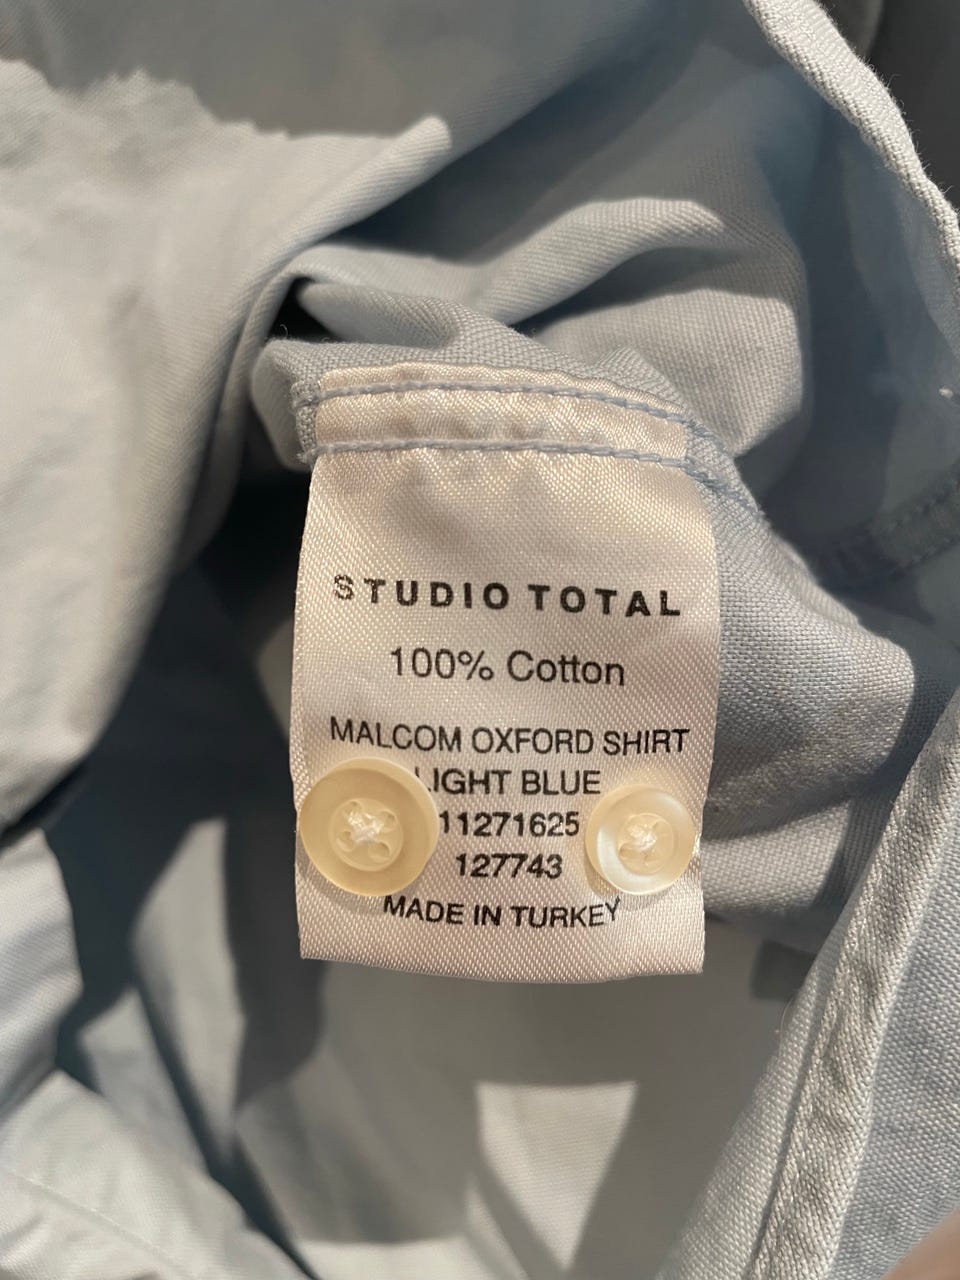 STUDIO TOTAL
100% Cotton
MALCOM OXFORD SHIRT
LIGHT BLUE
11271625
127743
MADE IN TURKEY